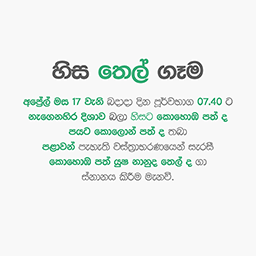 හිස තෙල් ගෑම
අප්‍රේල් මස 17 වැනි බදාදා දින පූර්වභාග 07.40 ට
නැගෙනහිර දිශාව බලා හිසට කොහොඹ පත් ද
පයට කොලොන් පත් ද තබා
පළාවන් පැහැති වස්ත්‍රාභරණයෙන් සැරසී
කොහොඹ පත් යුෂ නානුද තෙල් ද ගා
ස්නානය කිරීම මැනවි.